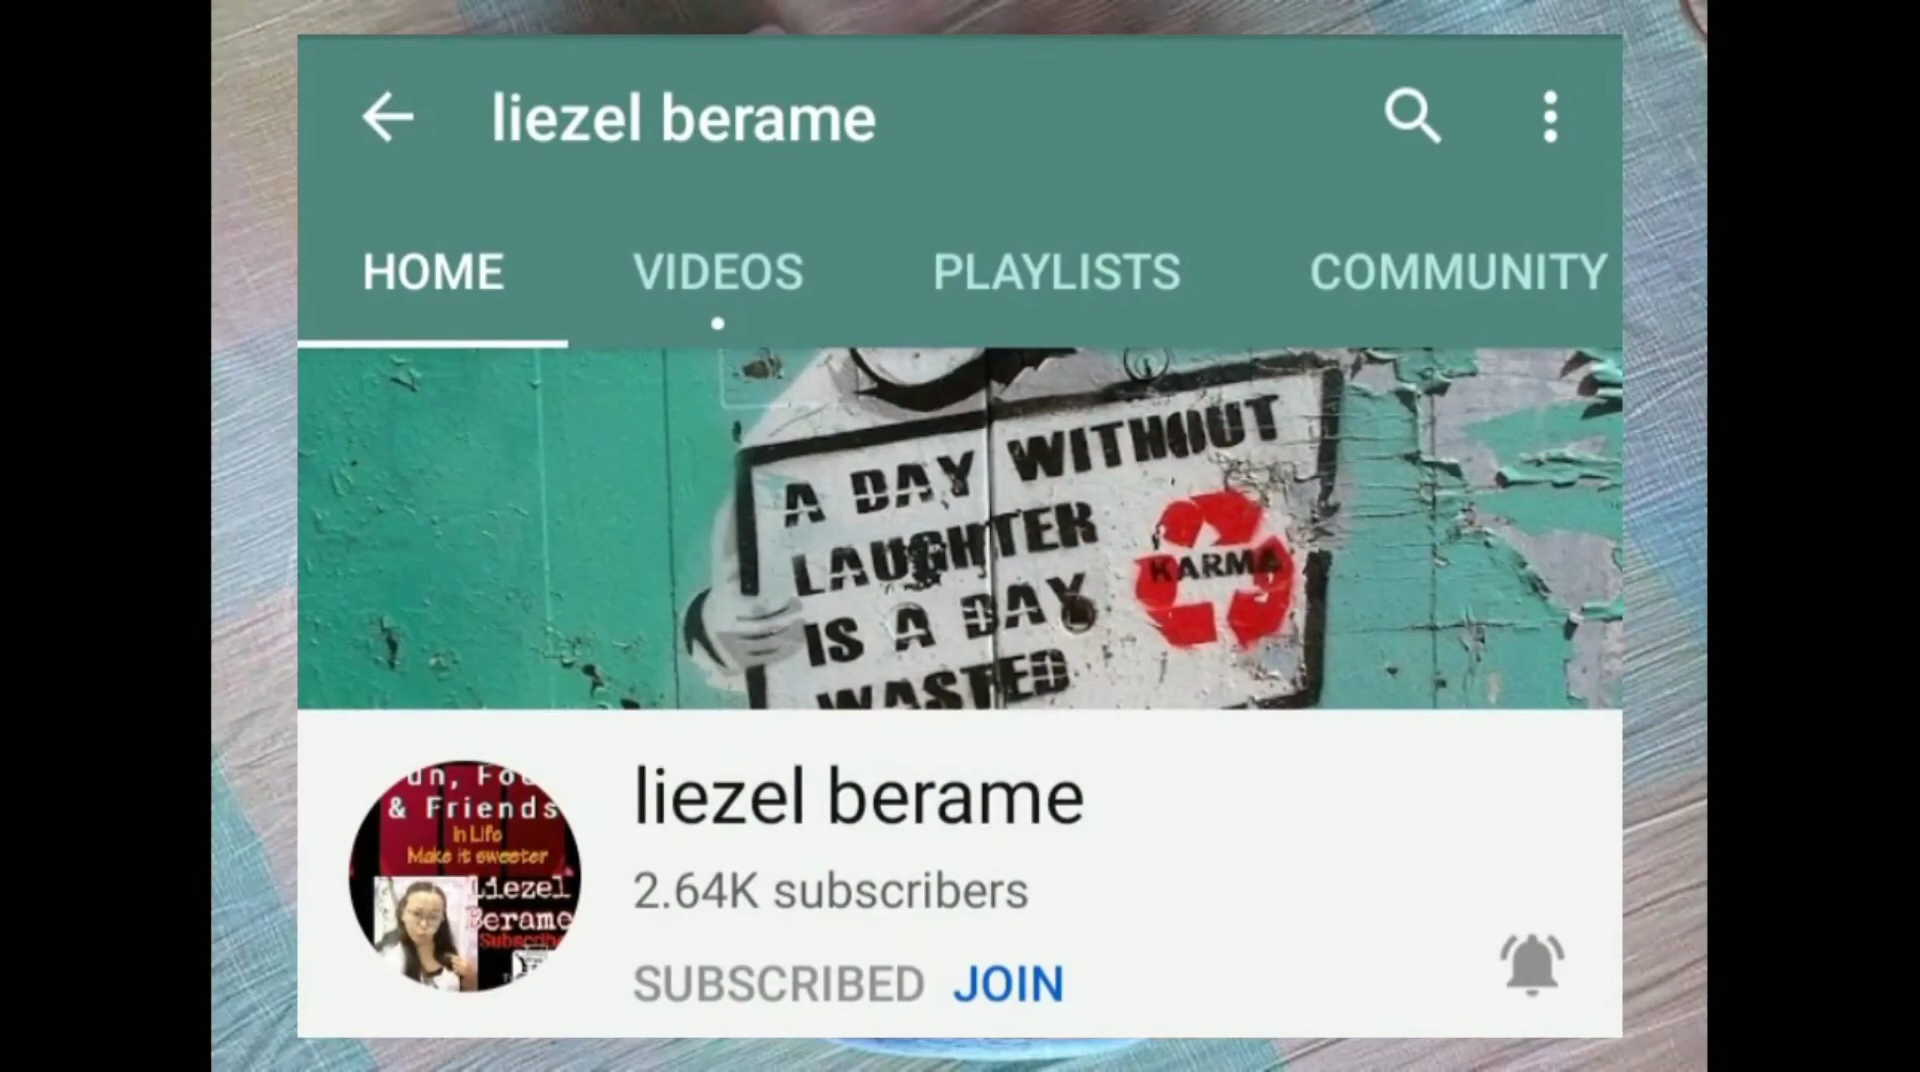 liezel berame
HOME VIDEOS PLAYLISTS COMMUNITY
A DAY WITHOUT
LAUGHTER
IS A DAY
WASTED
KARMA
& Friends
In Life
Make it sweeter
Liezel
Berame
liezel berame
2.64K subscribers
SUBSCRIBED JOIN